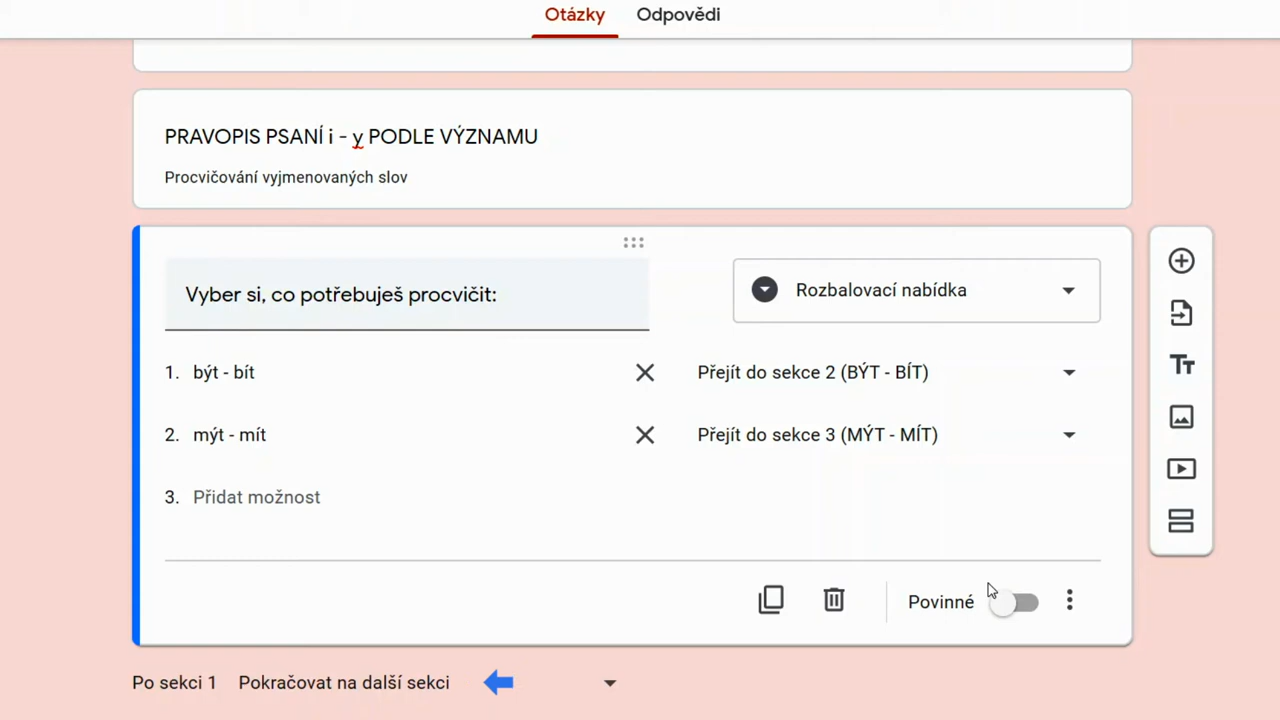 Otázky Odpovědi
PRAVOPIS PSANÍ i - y PODLE VÝZNAMU
Procvičování vyjmenovaných slov
Vyber si, co potřebuješ procvičit: Rozbalovací nabídka
1. být - bít Přejít do sekce 2 (BÝT - BÍT)
2. mýt - mít Přejít do sekce 3 (MÝT - MÍT)
3. Přidat možnost
Povinné
Po sekci 1 Pokračovat na další sekci